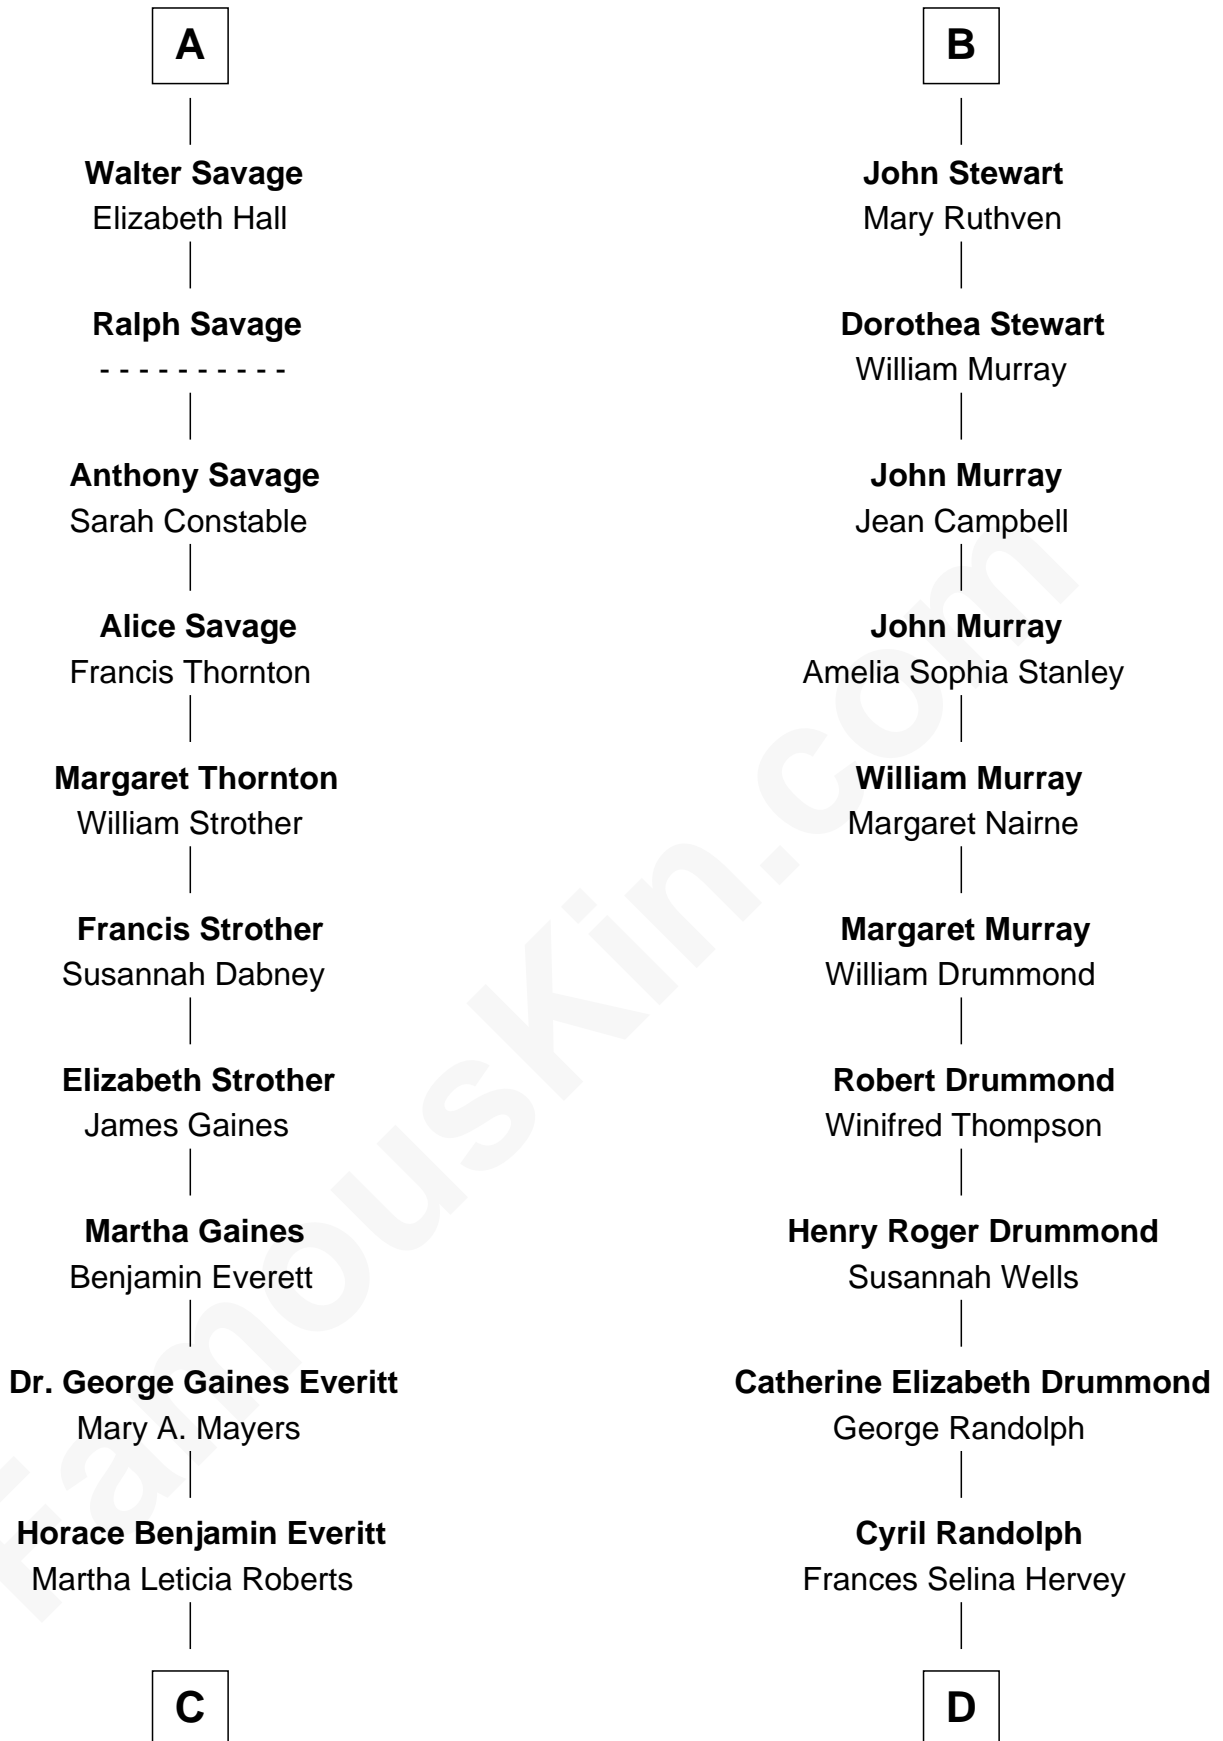 A
Walter Savage
Elizabeth Hall
Ralph Savage
- - - - - - - - - -
Anthony Savage
Sarah Constable
Alice Savage
Francis Thornton
Margaret Thornton
William Strother
Francis Strother
Susannah Dabney
Elizabeth Strother
James Gaines
Martha Gaines
Benjamin Everett
Dr. George Gaines Everitt
Mary A. Mayers
Horace Benjamin Everitt
Martha Leticia Roberts
C
B
John Stewart
Mary Ruthven
Dorothea Stewart
William Murray
John Murray
Jean Campbell
John Murray
Amelia Sophia Stanley
William Murray
Margaret Nairne
Margaret Murray
William Drummond
Robert Drummond
Winifred Thompson
Henry Roger Drummond
Susannah Wells
Catherine Elizabeth Drummond
George Randolph
Cyril Randolph
Frances Selina Hervey
D
FamousKin.com